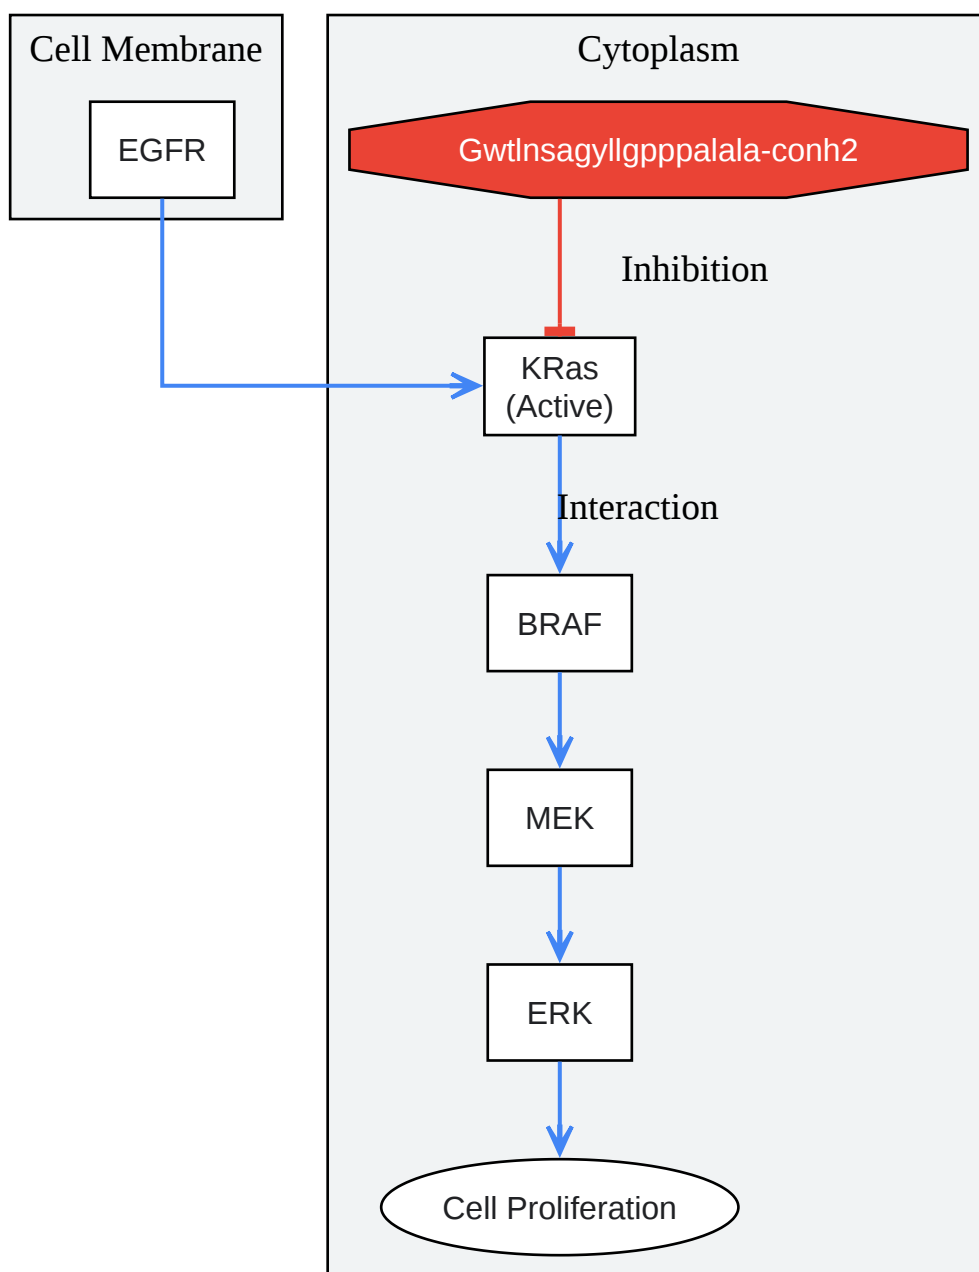 Cell Membrane
EGFR
Cytoplasm
Gwtlnsagyllgpppalala-conh2
Inhibition
KRas
(Active)
Interaction
BRAF
MEK
ERK
Cell Proliferation